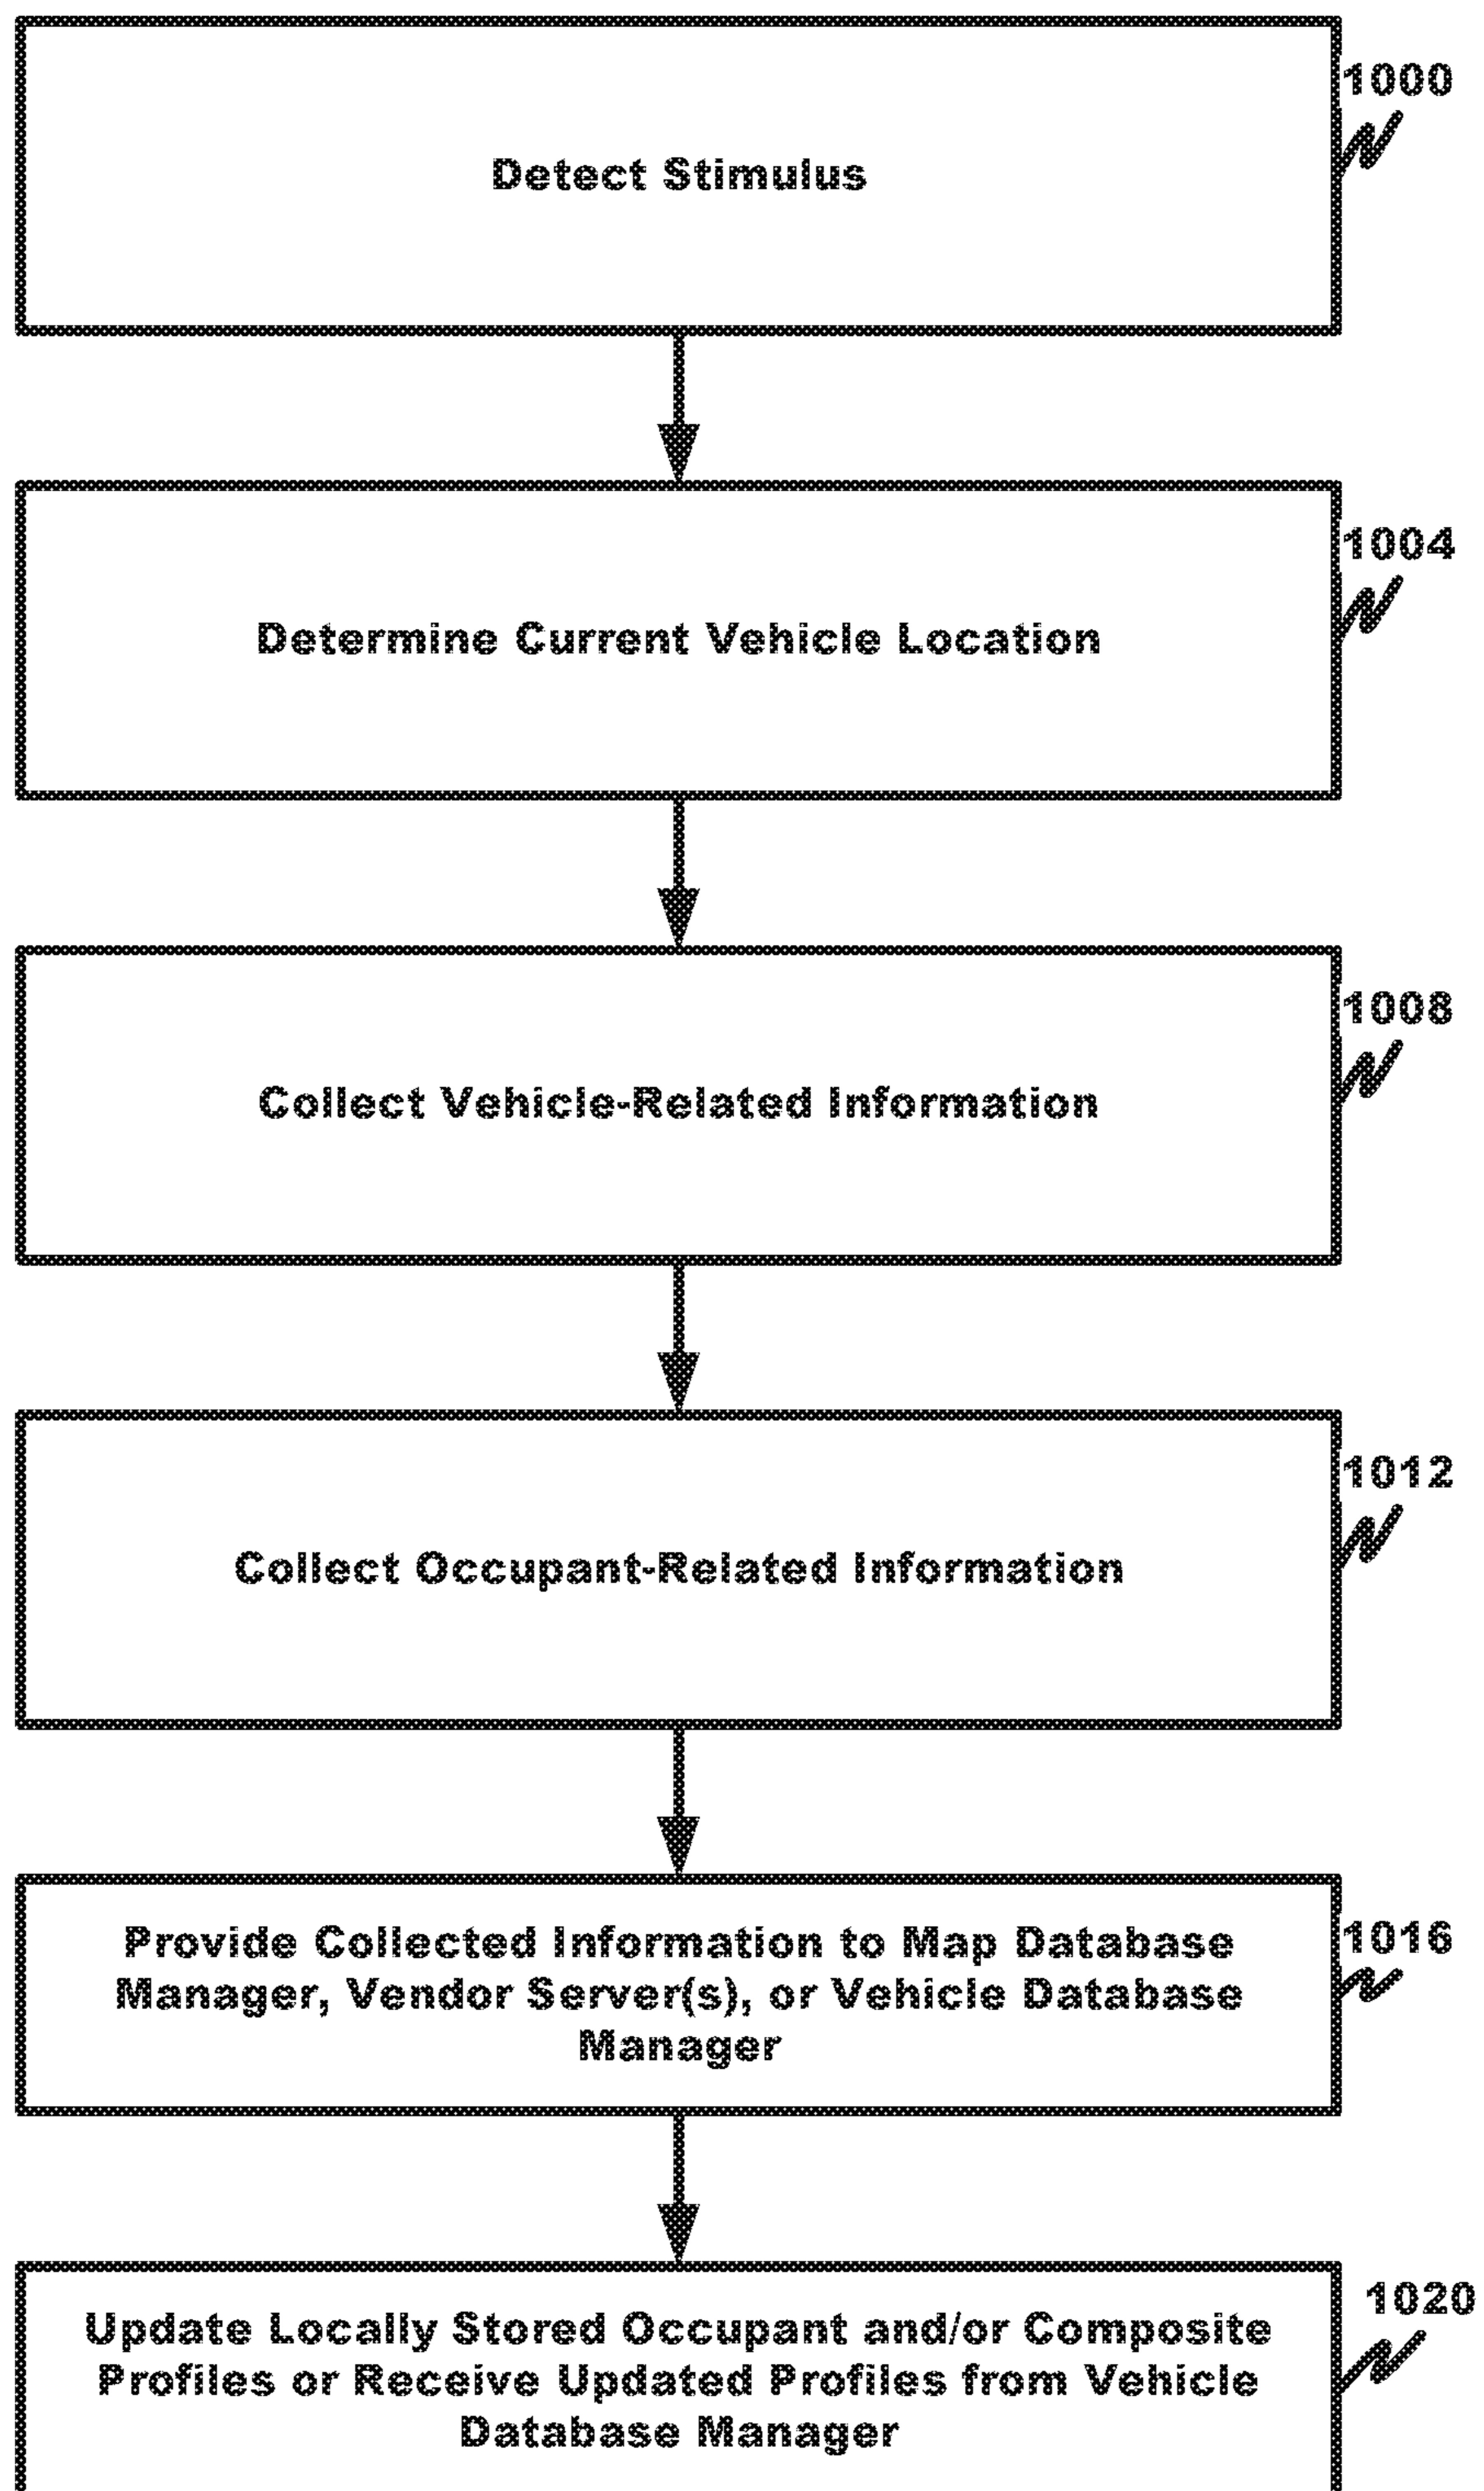 1000
Detect Stimulus
1004
Determine Current Vehicle Location
1008
Collect Vehicle-Related Information
1012
Collect Occupant-Related Information
1016
Provide Collected Information to Map Database
Manager, Vendor Server(s), or Vehicle Database
Manager
1020
Update Locally Stored Occupant and/or Composite
Profiles or Receive Updated Profiles from Vehicle
Database Manager